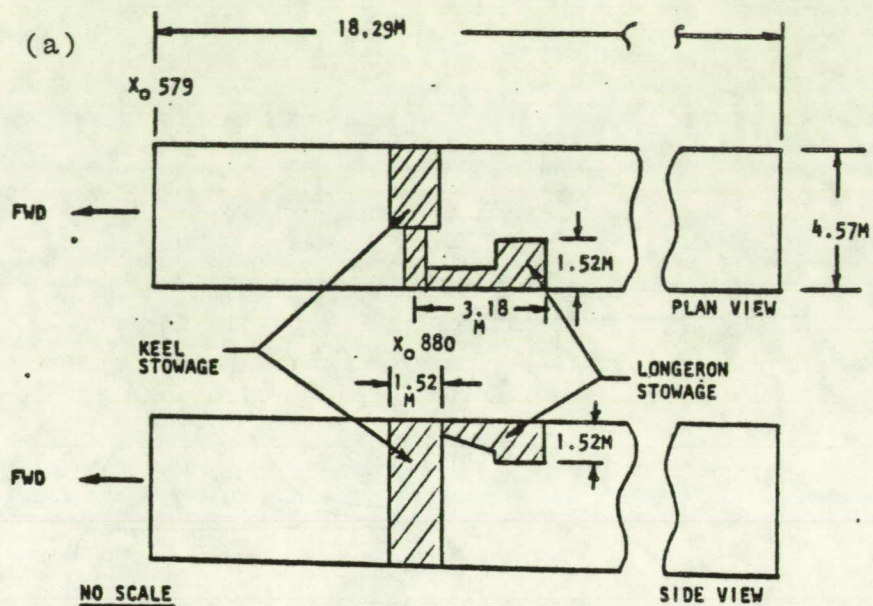 (a)
18.29M
X₀ 579
FWD
4.57M
1.52M
PLAN VIEW
3.18
M
KEEL
STOWAGE
X₀ 880
1.52
M
LONGERON
STOWAGE
1.52M
FWD
NO SCALE
SIDE VIEW